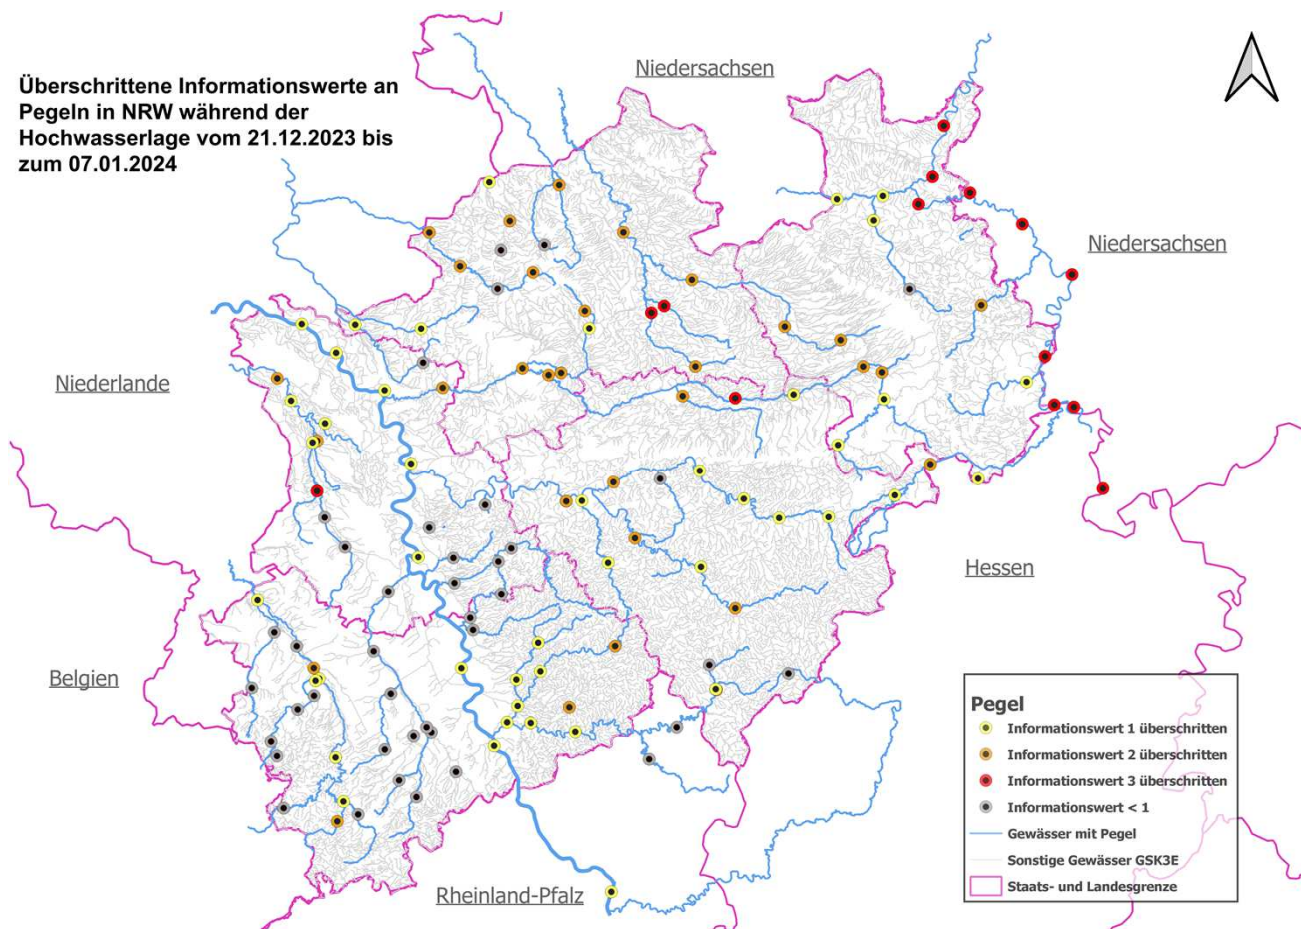 Niedersachsen
Überschrittene Informationswerte an
Pegeln in NRW während der
Hochwasserlage vom 21.12.2023 bis
zum 07.01.2024
Niedersachsen
Niederlande
Hessen
Belgien
Rheinland-Pfalz
Pegel
Informationswert 1 überschritten
Informationswert 2 überschritten
Informationswert 3 überschritten
Informationswert < 1
Gewässer mit Pegel
Sonstige Gewässer GSK3E
Staats- und Landesgrenze